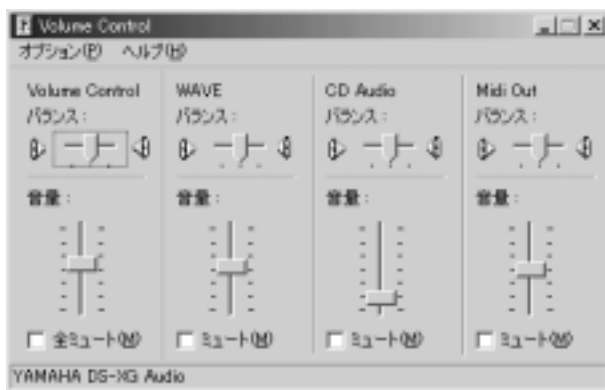 Volume Control
オプション(P) ヘルプ(H)
Volume Control WAVE CD Audio Midi Out
バランス: バランス: バランス: バランス:
音量: 音量: 音量: 音量:
全ミュート(M) ミュート(M) ミュート(M) ミュート(M)
YAMAHA DS-XG Audio